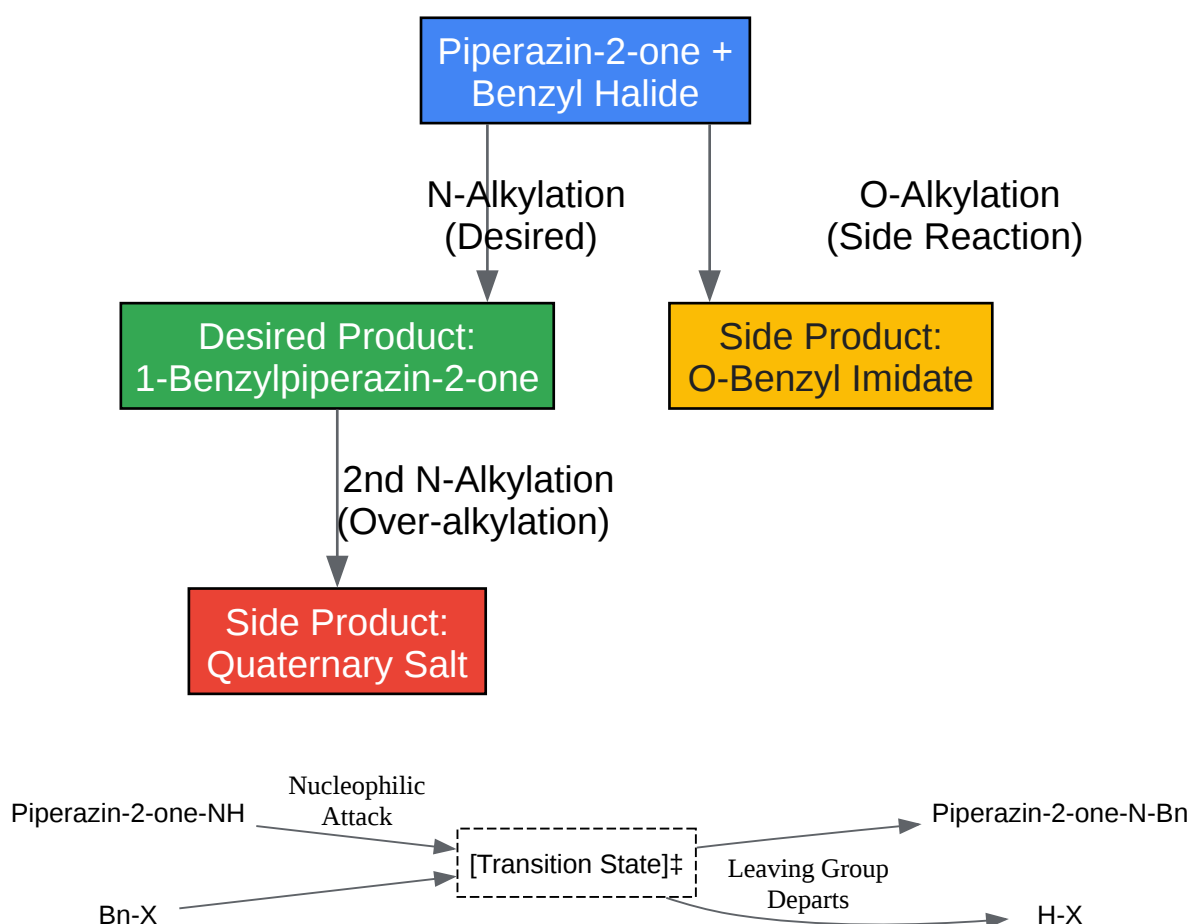 Piperazin-2-one +
Benzyl Halide
N-Alkylation
(Desired)
O-Alkylation
(Side Reaction)
Desired Product:
1-Benzylpiperazin-2-one
Side Product:
O-Benzyl Imidate
2nd N-Alkylation
(Over-alkylation)
Side Product:
Quaternary Salt
Piperazin-2-one-NH
Nucleophilic
Attack
Bn-X
[Transition State]‡
Piperazin-2-one-N-Bn
Leaving Group
Departs
H-X